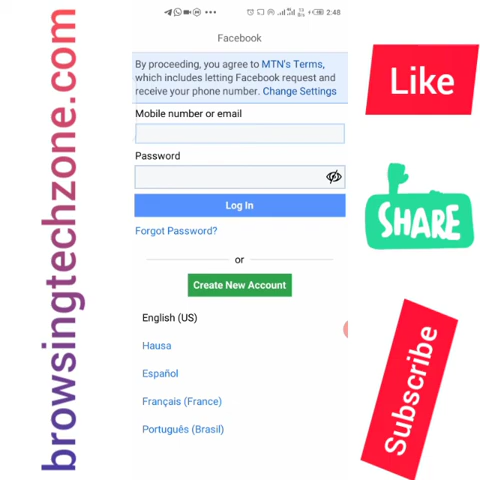 browsingtechzone.com
2:48
Facebook
By proceeding, you agree to MTN's Terms,
which includes letting Facebook request and
receive your phone number. Change Settings
Mobile number or email
Password
Log In
Forgot Password?
or
Create New Account
English (US)
Hausa
Español
Français (France)
Português (Brasil)
Like
SHARE
Subscribe